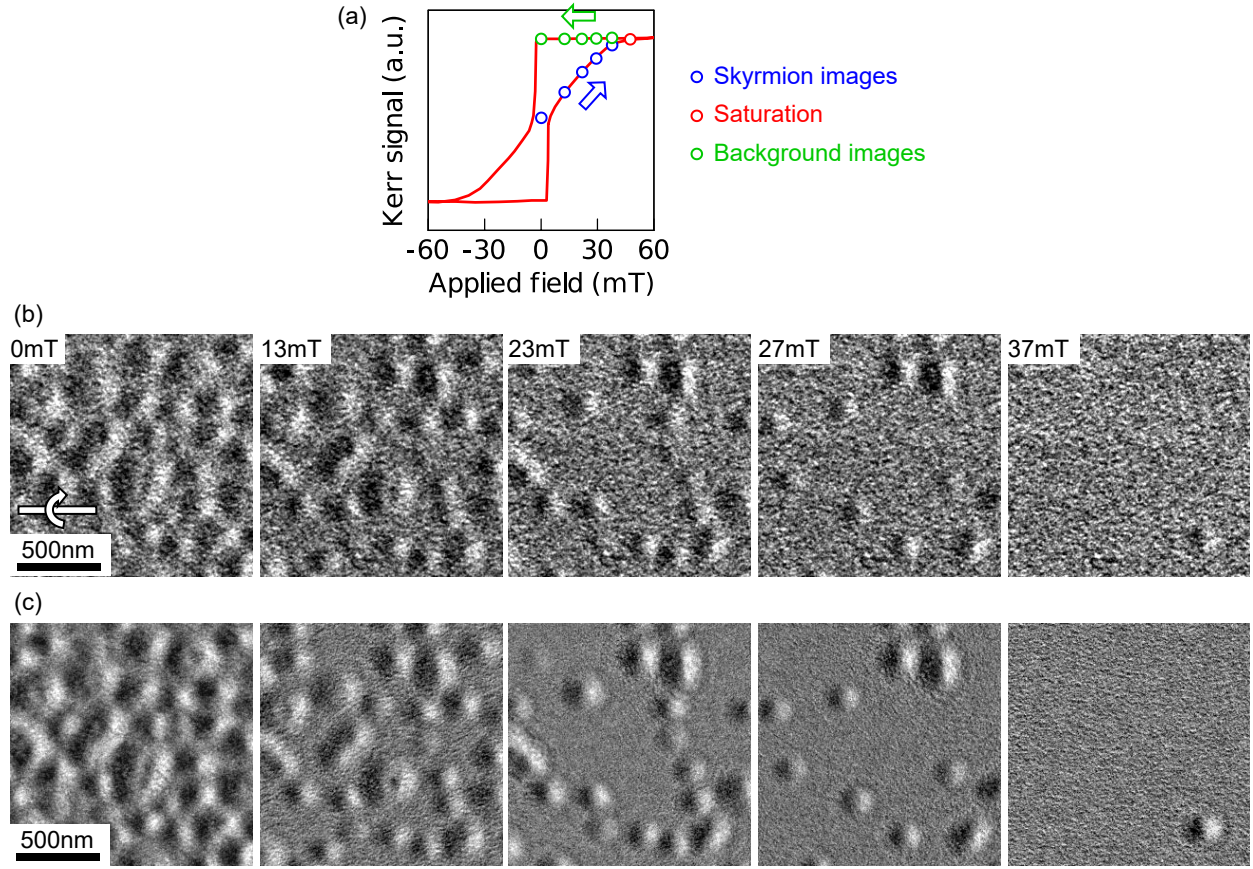 (a)
Kerr signal (a.u.)
-60 -30 0 30 60
Applied field (mT)
Skyrmion images
Saturation
Background images
(b)
0mT 13mT 23mT 27mT 37mT
500nm
(c)
500nm